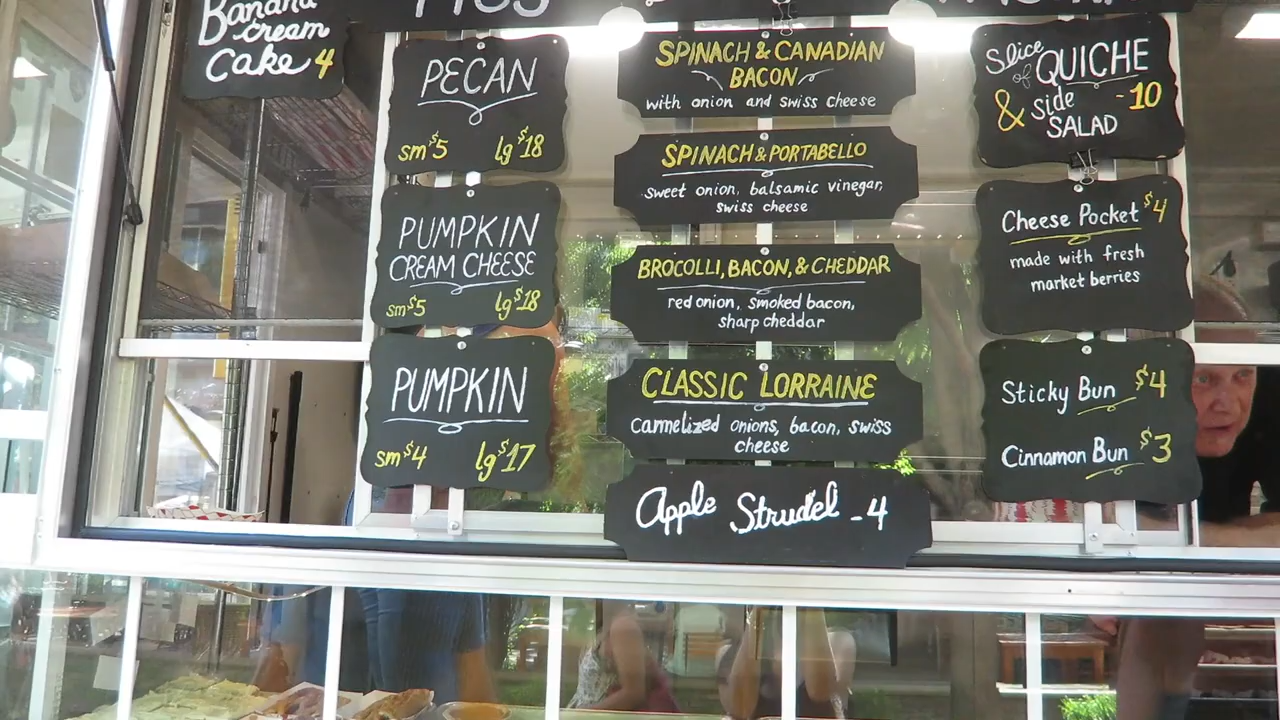 Banana
cream
Cake 4
PIES
PECAN
sm $5 lg $18
PUMPKIN
CREAM CHEESE
sm $5 lg $18
PUMPKIN
sm $4 lg $17
SPINACH & CANADIAN
BACON
with onion and swiss cheese
SPINACH & PORTABELLO
sweet onion, balsamic vinegar,
swiss cheese
BROCOLLI, BACON, & CHEDDAR
red onion, smoked bacon,
sharp cheddar
CLASSIC LORRAINE
carmelized onions, bacon, swiss
cheese
Apple Strudel - 4
Slice
of QUICHE
& side - 10
SALAD
Cheese Pocket $4
made with fresh
market berries
Sticky Bun $4
Cinnamon Bun $3